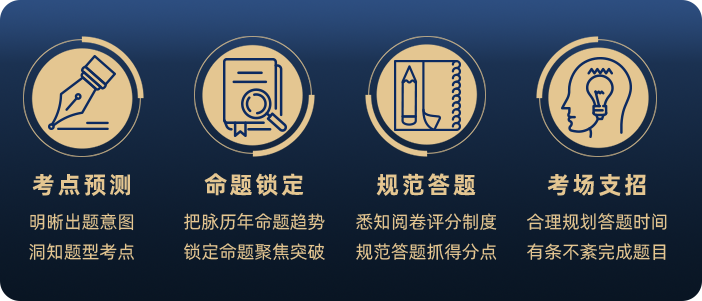 考点预测
明晰出题意图
洞知题型考点
命题锁定
把脉历年命题趋势
锁定命题聚焦突破
规范答题
悉知阅卷评分制度
规范答题抓得分点
考场支招
合理规划答题时间
有条不紊完成题目